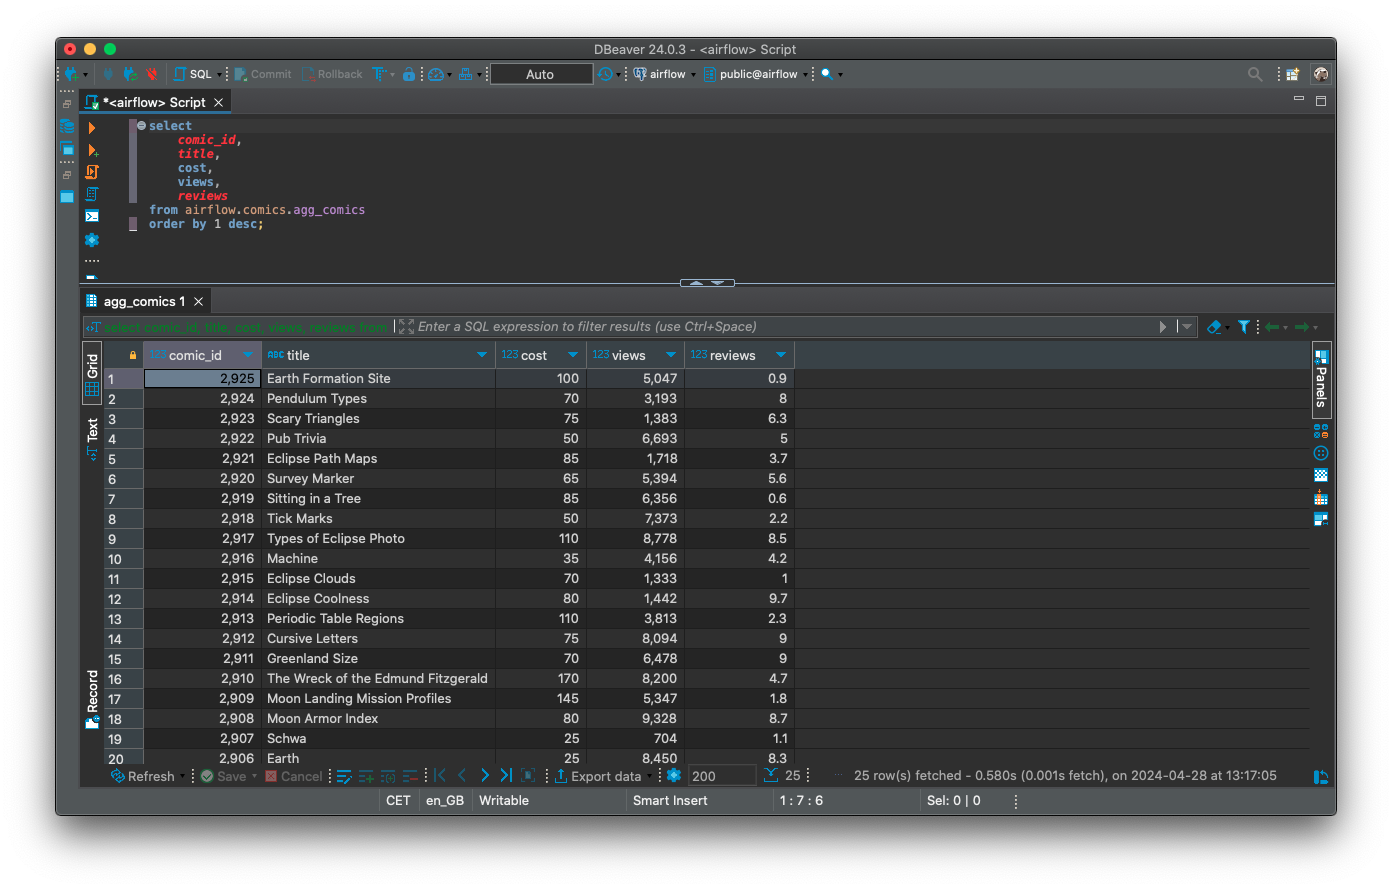 DBeaver 24.0.3 - <airflow> Script
SQL Commit Rollback Auto airflow public@airflow
*<airflow> Script
select
comic_id,
title,
cost,
views,
reviews
from airflow.comics.agg_comics
order by 1 desc;
agg_comics 1
select comic_id, title, cost, views, reviews from Enter a SQL expression to filter results (use Ctrl+Space)
Grid
Text
Record
Panels
123 comic_id ABC title 123 cost 123 views 123 reviews
1 2,925 Earth Formation Site 100 5,047 0.9
2 2,924 Pendulum Types 70 3,193 8
3 2,923 Scary Triangles 75 1,383 6.3
4 2,922 Pub Trivia 50 6,693 5
5 2,921 Eclipse Path Maps 85 1,718 3.7
6 2,920 Survey Marker 65 5,394 5.6
7 2,919 Sitting in a Tree 85 6,356 0.6
8 2,918 Tick Marks 50 7,373 2.2
9 2,917 Types of Eclipse Photo 110 8,778 8.5
10 2,916 Machine 35 4,156 4.2
11 2,915 Eclipse Clouds 70 1,333 1
12 2,914 Eclipse Coolness 80 1,442 9.7
13 2,913 Periodic Table Regions 110 3,813 2.3
14 2,912 Cursive Letters 75 8,094 9
15 2,911 Greenland Size 70 6,478 9
16 2,910 The Wreck of the Edmund Fitzgerald 170 8,200 4.7
17 2,909 Moon Landing Mission Profiles 145 5,347 1.8
18 2,908 Moon Armor Index 80 9,328 8.7
19 2,907 Schwa 25 704 1.1
20 2,906 Earth 25 8,450 8.3
Refresh Save Cancel Export data 200 25 25 row(s) fetched - 0.580s (0.001s fetch), on 2024-04-28 at 13:17:05
CET en_GB Writable Smart Insert 1 : 7 : 6 Sel: 0 | 0